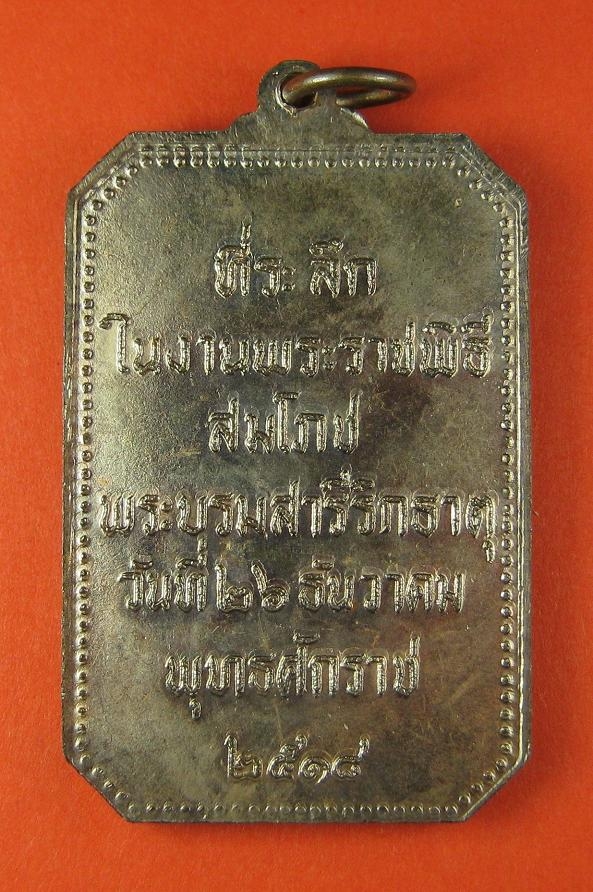 ที่ระลึก
ในงานพระราชพิธี
สมโภช
พระบรมสารีริกธาตุ
วันที่ ๒๖ ธันวาคม
พุทธศักราช
๒๕๑๘